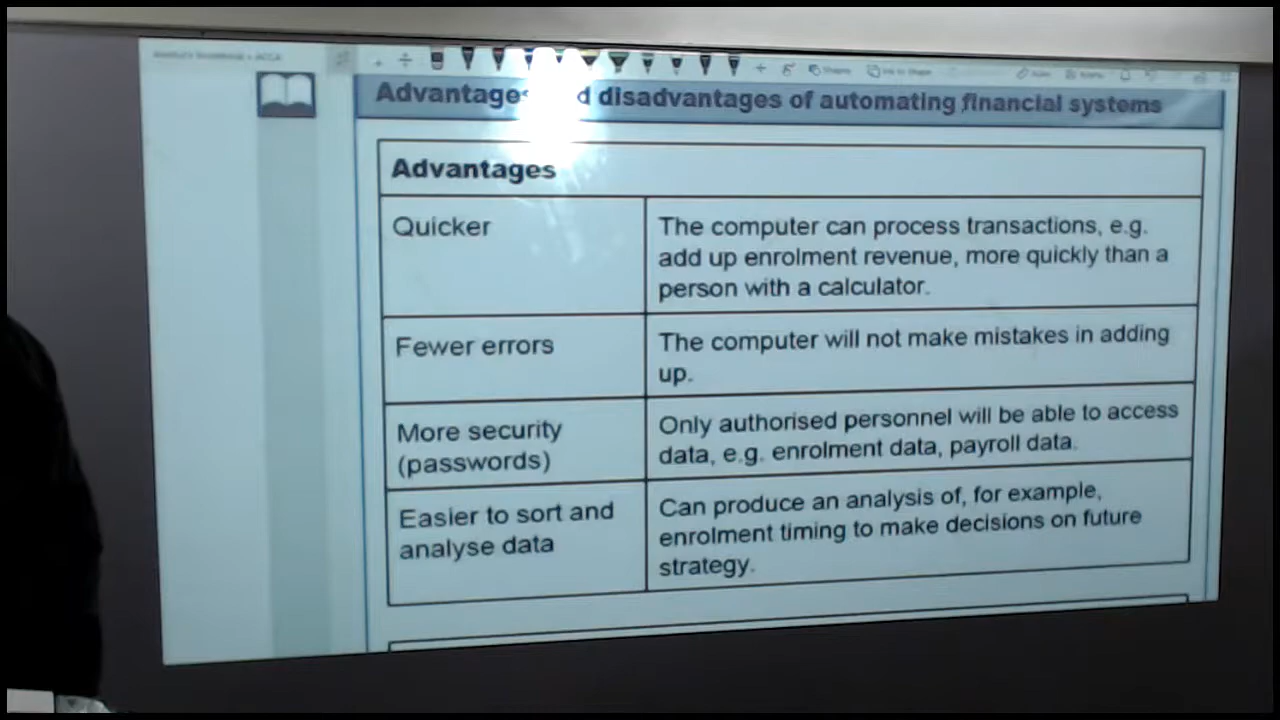 Advantages d disadvantages of automating financial systems
Advantages
Quicker
The computer can process transactions, e.g.
add up enrolment revenue, more quickly than a
person with a calculator.
Fewer errors
The computer will not make mistakes in adding
up.
More security
(passwords)
Only authorised personnel will be able to access
data, e.g. enrolment data, payroll data.
Easier to sort and
analyse data
Can produce an analysis of, for example,
enrolment timing to make decisions on future
strategy.